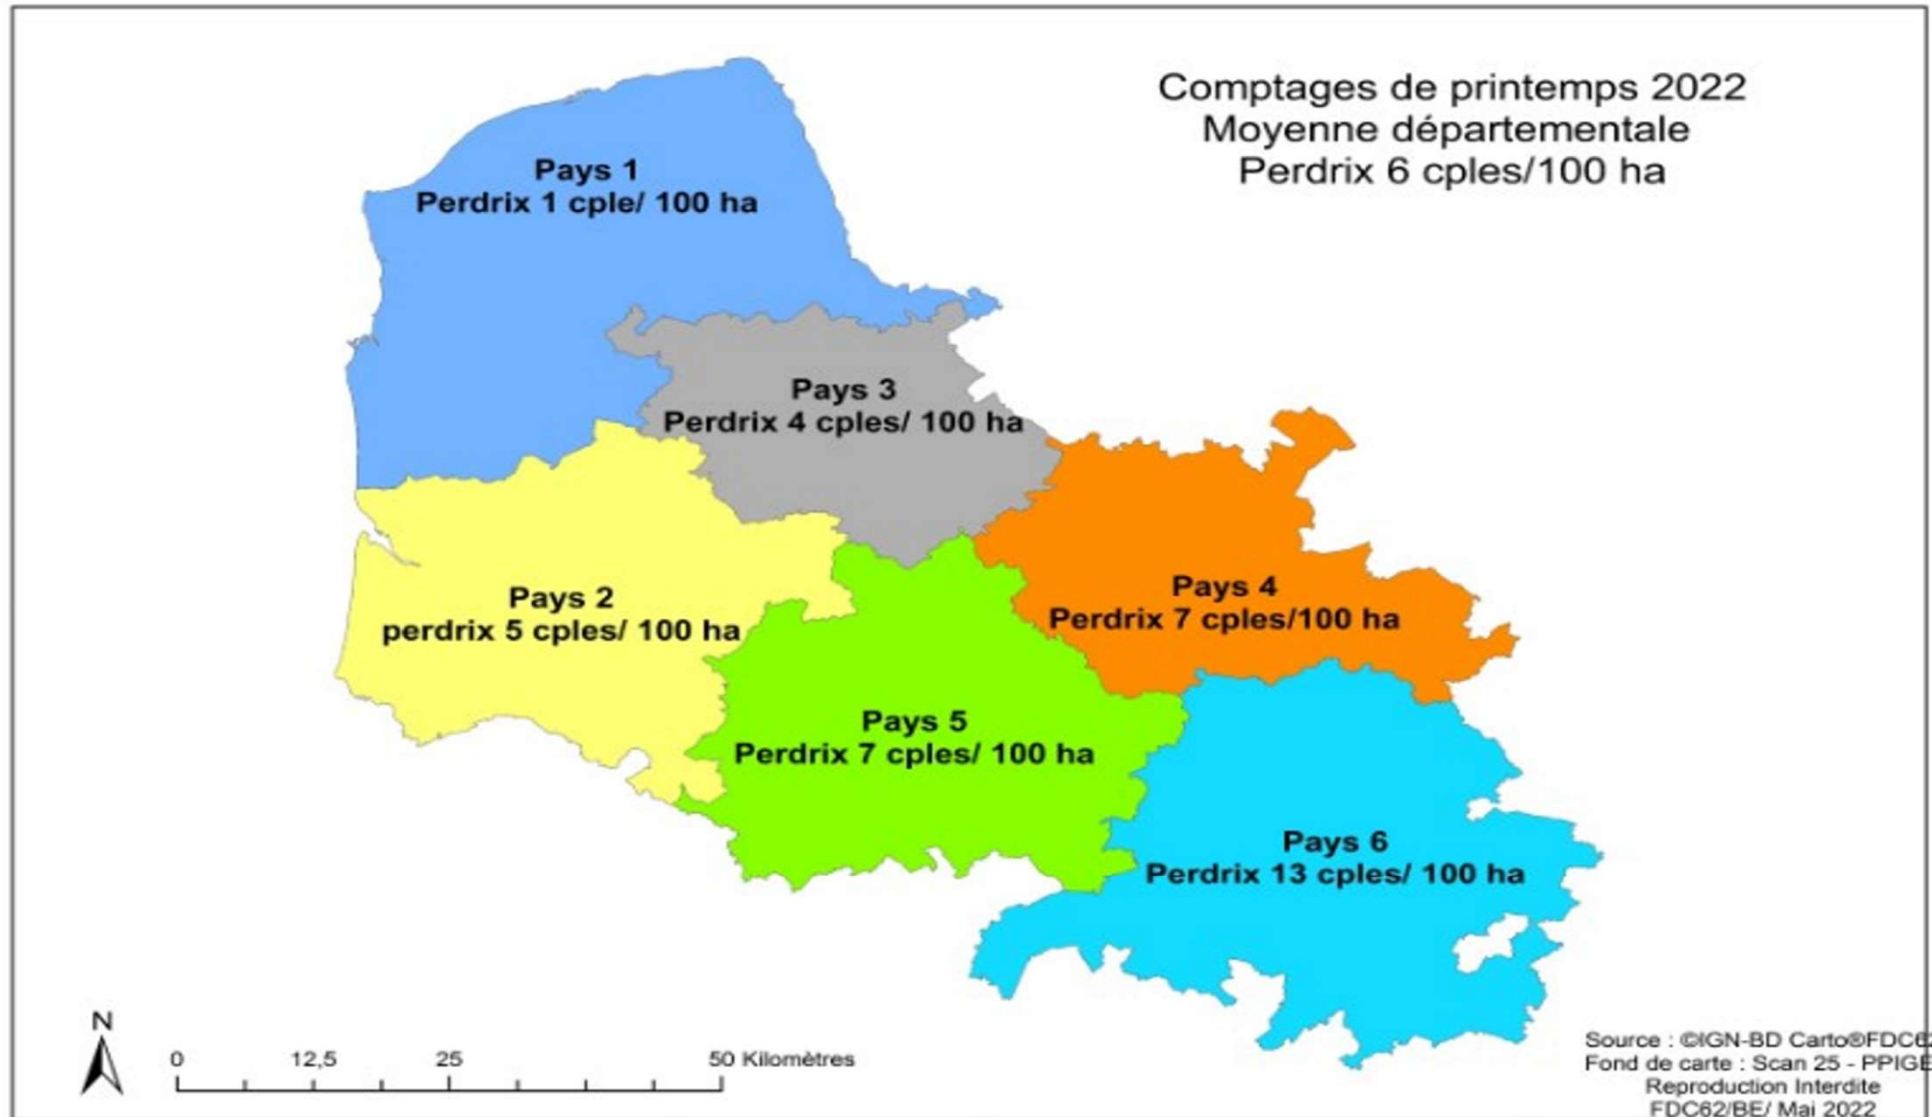 Comptages de printemps 2022
Moyenne départementale
Perdrix 6 cples/100 ha
Pays 1
Perdrix 1 cple/ 100 ha
Pays 3
Perdrix 4 cples/ 100 ha
Pays 2
perdrix 5 cples/ 100 ha
Pays 4
Perdrix 7 cples/100 ha
Pays 5
Perdrix 7 cples/ 100 ha
Pays 6
Perdrix 13 cples/ 100 ha
N
0 12,5 25 50 Kilomètres
Source : ©IGN-BD Carto®FDC62
Fond de carte : Scan 25 - PPIGE
Reproduction Interdite
FDC62/BE/ Mai 2022